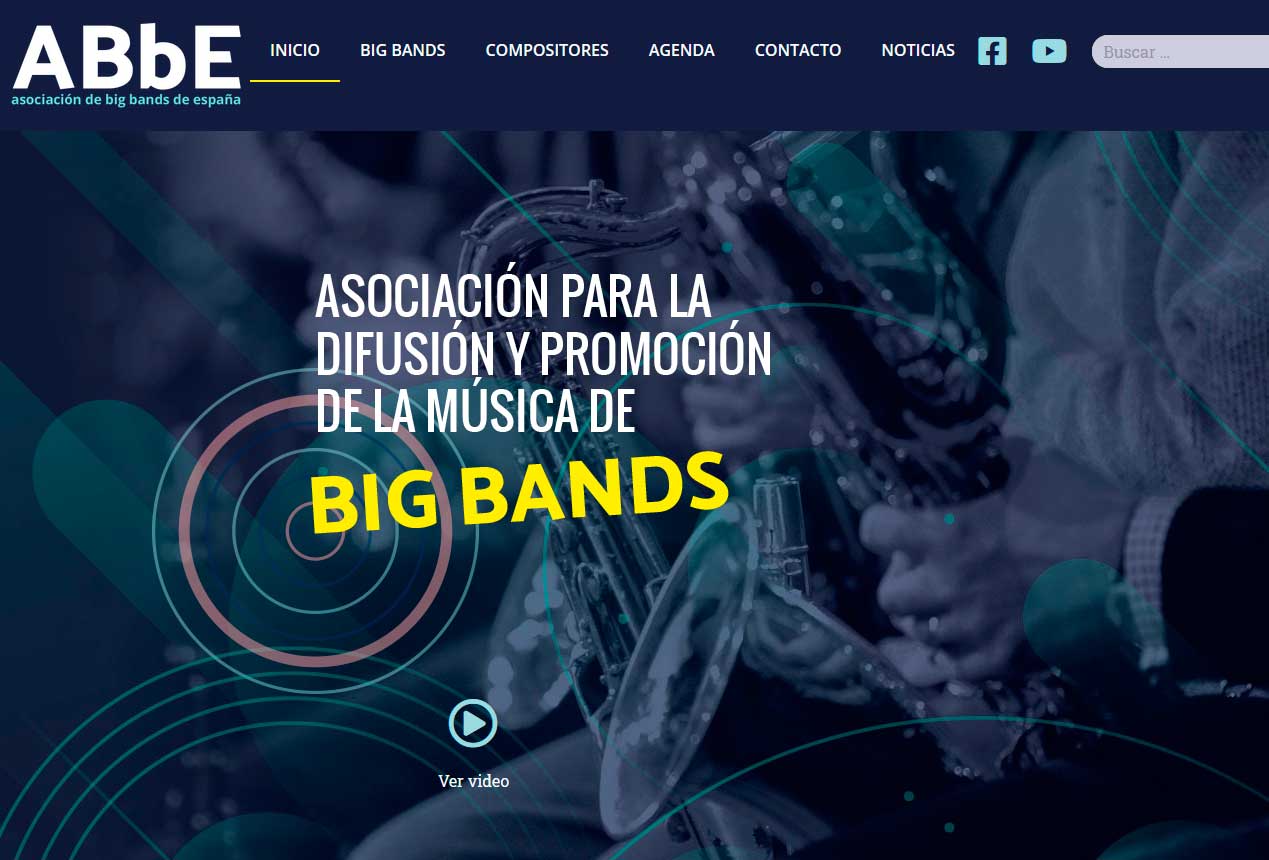 ABbE
asociación de big bands de españa
INICIO BIG BANDS COMPOSITORES AGENDA CONTACTO NOTICIAS Buscar ...
ASOCIACIÓN PARA LA
DIFUSIÓN Y PROMOCIÓN
DE LA MÚSICA DE
BIG BANDS
Ver video